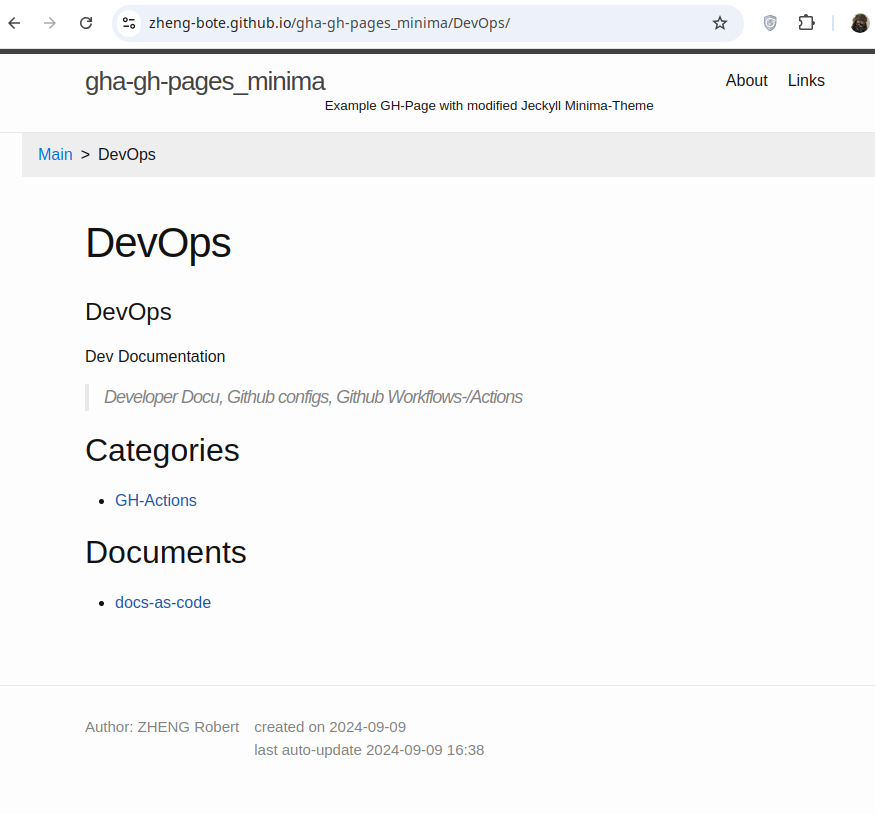 zheng-bote.github.io/gha-gh-pages_minima/DevOps/
gha-gh-pages_minima
About Links
Example GH-Page with modified Jeckyll Minima-Theme
Main > DevOps
DevOps
DevOps
Dev Documentation
Developer Docu, Github configs, Github Workflows-/Actions
Categories
GH-Actions
Documents
docs-as-code
Author: ZHENG Robert created on 2024-09-09
last auto-update 2024-09-09 16:38